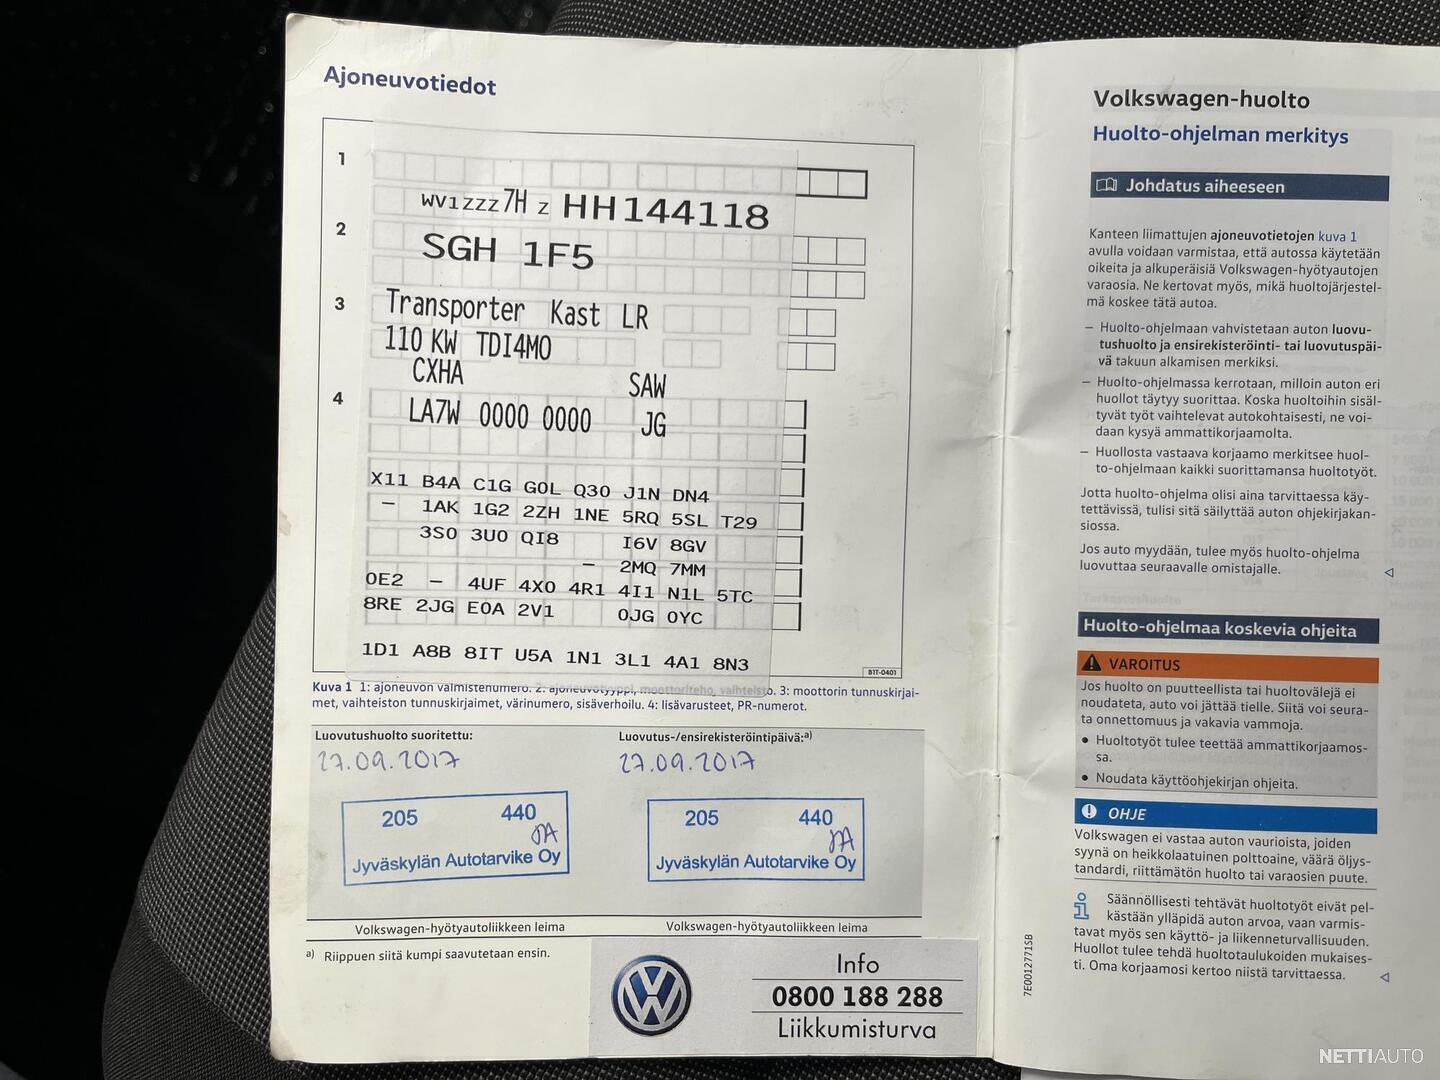 Ajoneuvotiedot
1
WV1ZZZ7H Z HH144118
2
SGH 1F5
3
Transporter Kast LR
110 KW TDI4MO
CXHA SAW
4
LA7W 0000 0000 JG
X11 B4A C1G G0L Q30 J1N DN4
– 1AK 1G2 2ZH 1NE 5RQ 5SL T29
3S0 3U0 QI8 I6V 8GV
– 2MQ 7MM
0E2 – 4UF 4X0 4R1 4I1 N1L 5TC
8RE 2JG E0A 2V1 0JG 0YC
1D1 A8B 8IT U5A 1N1 3L1 4A1 8N3
B1T-0401
Kuva 1 1: ajoneuvon valmistenumero. 2: ajoneuvotyyppi, moottoriteho, vaihteisto. 3: moottorin tunnuskirjai-
met, vaihteiston tunnuskirjaimet, värinumero, sisäverhoilu. 4: lisävarusteet, PR-numerot.
Luovutushuolto suoritettu:
27.09.2017
205 440
JA
Jyväskylän Autotarvike Oy
Volkswagen-hyötyautoliikkeen leima
Luovutus-/ensirekisteröintipäivä:a)
27.09.2017
205 440
JA
Jyväskylän Autotarvike Oy
Volkswagen-hyötyautoliikkeen leima
a) Riippuen siitä kumpi saavutetaan ensin.
Info
0800 188 288
Liikkumisturva
Volkswagen-huolto
Huolto-ohjelman merkitys
Johdatus aiheeseen
Kanteen liimattujen ajoneuvotietojen kuva 1
avulla voidaan varmistaa, että autossa käytetään
oikeita ja alkuperäisiä Volkswagen-hyötyautojen
varaosia. Ne kertovat myös, mikä huoltojärjestel-
mä koskee tätä autoa.
– Huolto-ohjelmaan vahvistetaan auton luovu-
tushuolto ja ensirekisteröinti- tai luovutuspäi-
vä takuun alkamisen merkiksi.
– Huolto-ohjelmassa kerrotaan, milloin auton eri
huollot täytyy suorittaa. Koska huoltoihin sisäl-
tyvät työt vaihtelevat autokohtaisesti, ne voi-
daan kysyä ammattikorjaamolta.
– Huollosta vastaava korjaamo merkitsee huol-
to-ohjelmaan kaikki suorittamansa huoltotyöt.
Jotta huolto-ohjelma olisi aina tarvittaessa käy-
tettävissä, tulisi sitä säilyttää auton ohjekirjakan-
siossa.
Jos auto myydään, tulee myös huolto-ohjelma
luovuttaa seuraavalle omistajalle.
Huolto-ohjelmaa koskevia ohjeita
VAROITUS
Jos huolto on puutteellista tai huoltovälejä ei
noudateta, auto voi jättää tielle. Siitä voi seura-
ta onnettomuus ja vakavia vammoja.
• Huoltotyöt tulee teettää ammattikorjaamos-
sa.
• Noudata käyttöohjekirjan ohjeita.
OHJE
Volkswagen ei vastaa auton vaurioista, joiden
syynä on heikkolaatuinen polttoaine, väärä öljys-
tandardi, riittämätön huolto tai varaosien puute.
Säännöllisesti tehtävät huoltotyöt eivät pel-
kästään ylläpidä auton arvoa, vaan varmis-
tavat myös sen käyttö- ja liikenneturvallisuuden.
Huollot tulee tehdä huoltotaulukoiden mukaises-
ti. Oma korjaamosi kertoo niistä tarvittaessa.
7E0012771SB
NETTIAUTO